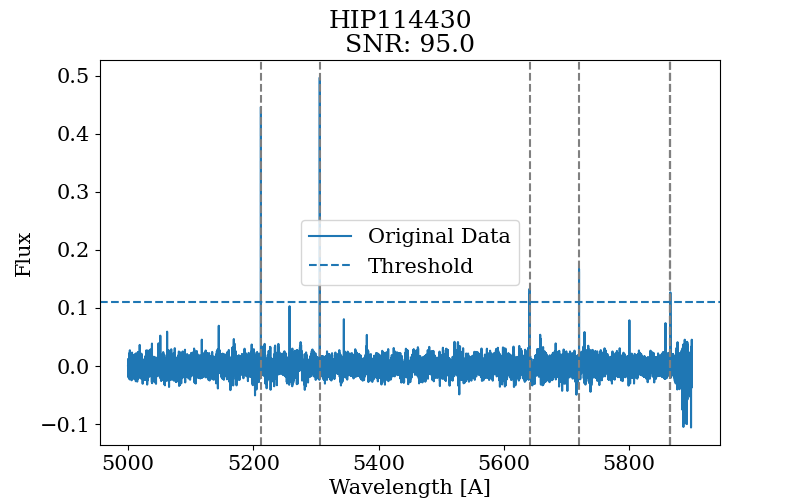 HIP114430
SNR: 95.0
0.5
0.4
0.3
0.2
0.1
0.0
−0.1
Flux
Original Data
Threshold
5000 5200 5400 5600 5800
Wavelength [A]